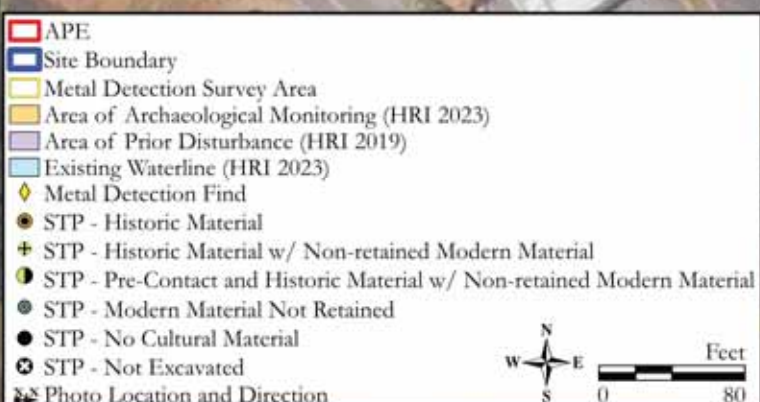 APE
Site Boundary
Metal Detection Survey Area
Area of Archaeological Monitoring (HRI 2023)
Area of Prior Disturbance (HRI 2019)
Existing Waterline (HRI 2023)
Metal Detection Find
STP - Historic Material
STP - Historic Material w/ Non-retained Modern Material
STP - Pre-Contact and Historic Material w/ Non-retained Modern Material
STP - Modern Material Not Retained
STP - No Cultural Material
STP - Not Excavated
Photo Location and Direction
N
W E
S
Feet
0 80